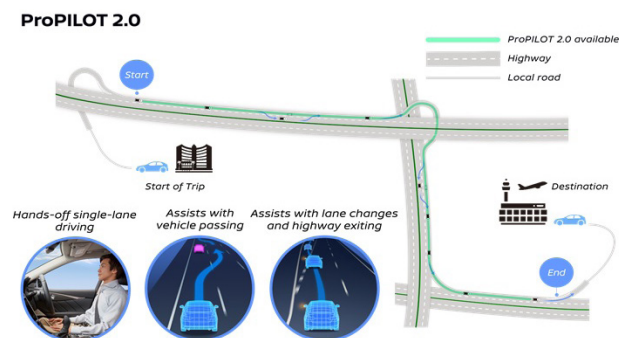 ProPILOT 2.0
ProPILOT 2.0 available
Highway
Local road
Start
Start of Trip
Destination
Hands-off single-lane
driving
Assists with
vehicle passing
Assists with lane changes
and highway exiting
End